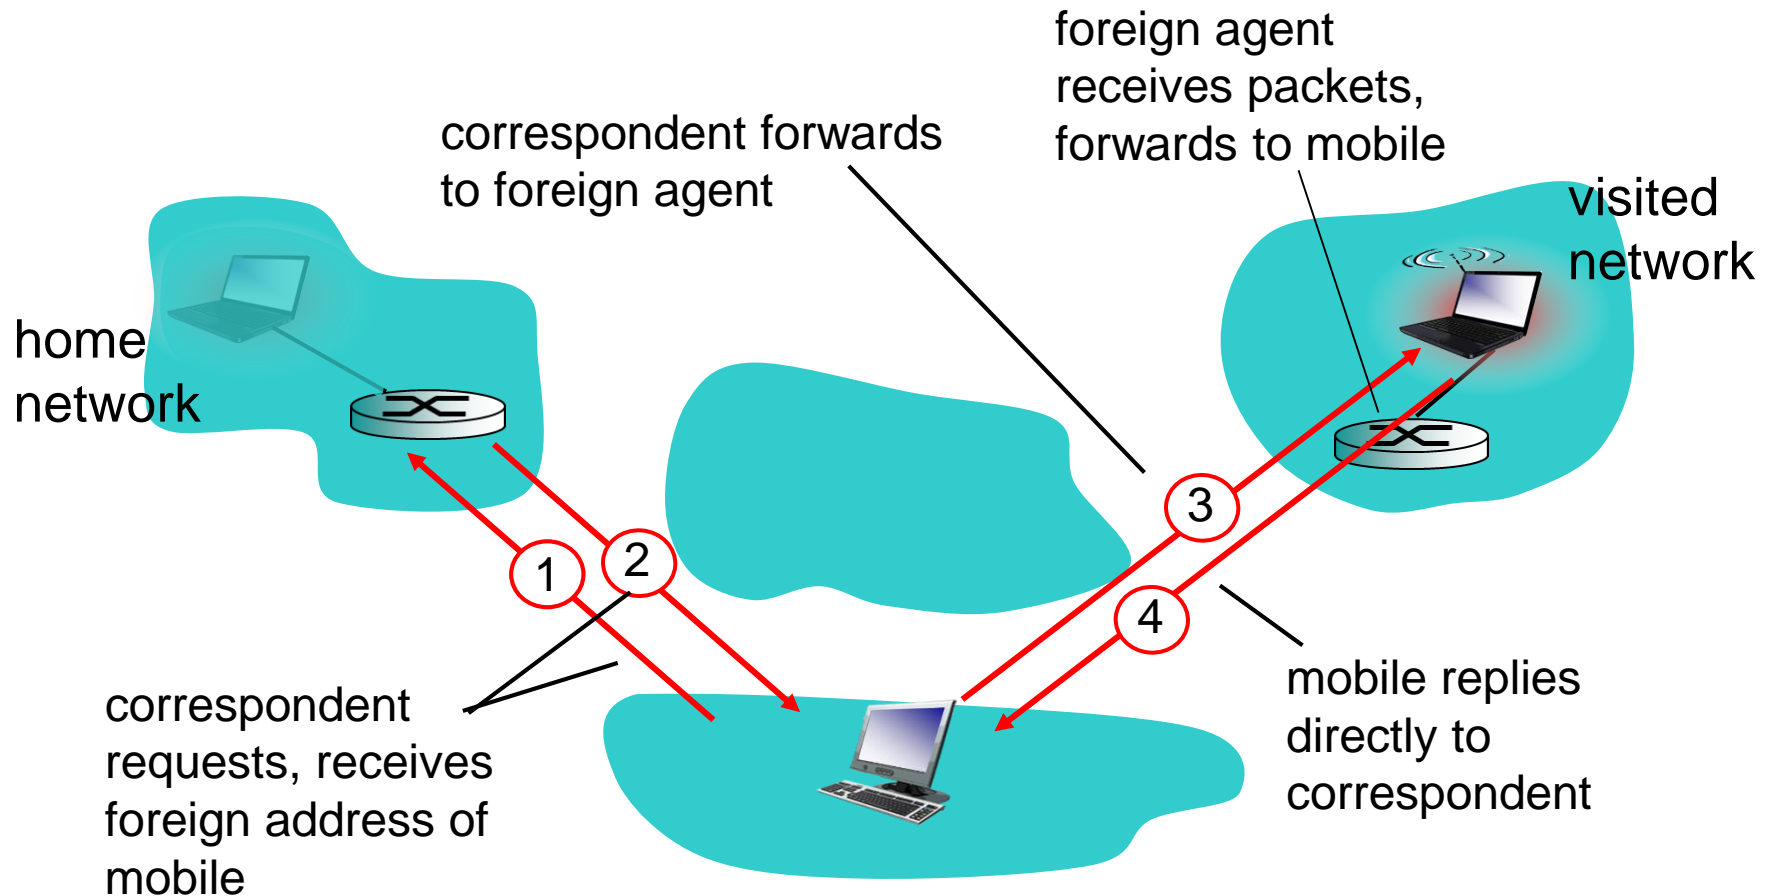 foreign agent
receives packets,
forwards to mobile
correspondent forwards
to foreign agent
visited
network
home
network
3
2
1
4
mobile replies
directly to
correspondent
correspondent
requests, receives
foreign address of
mobile